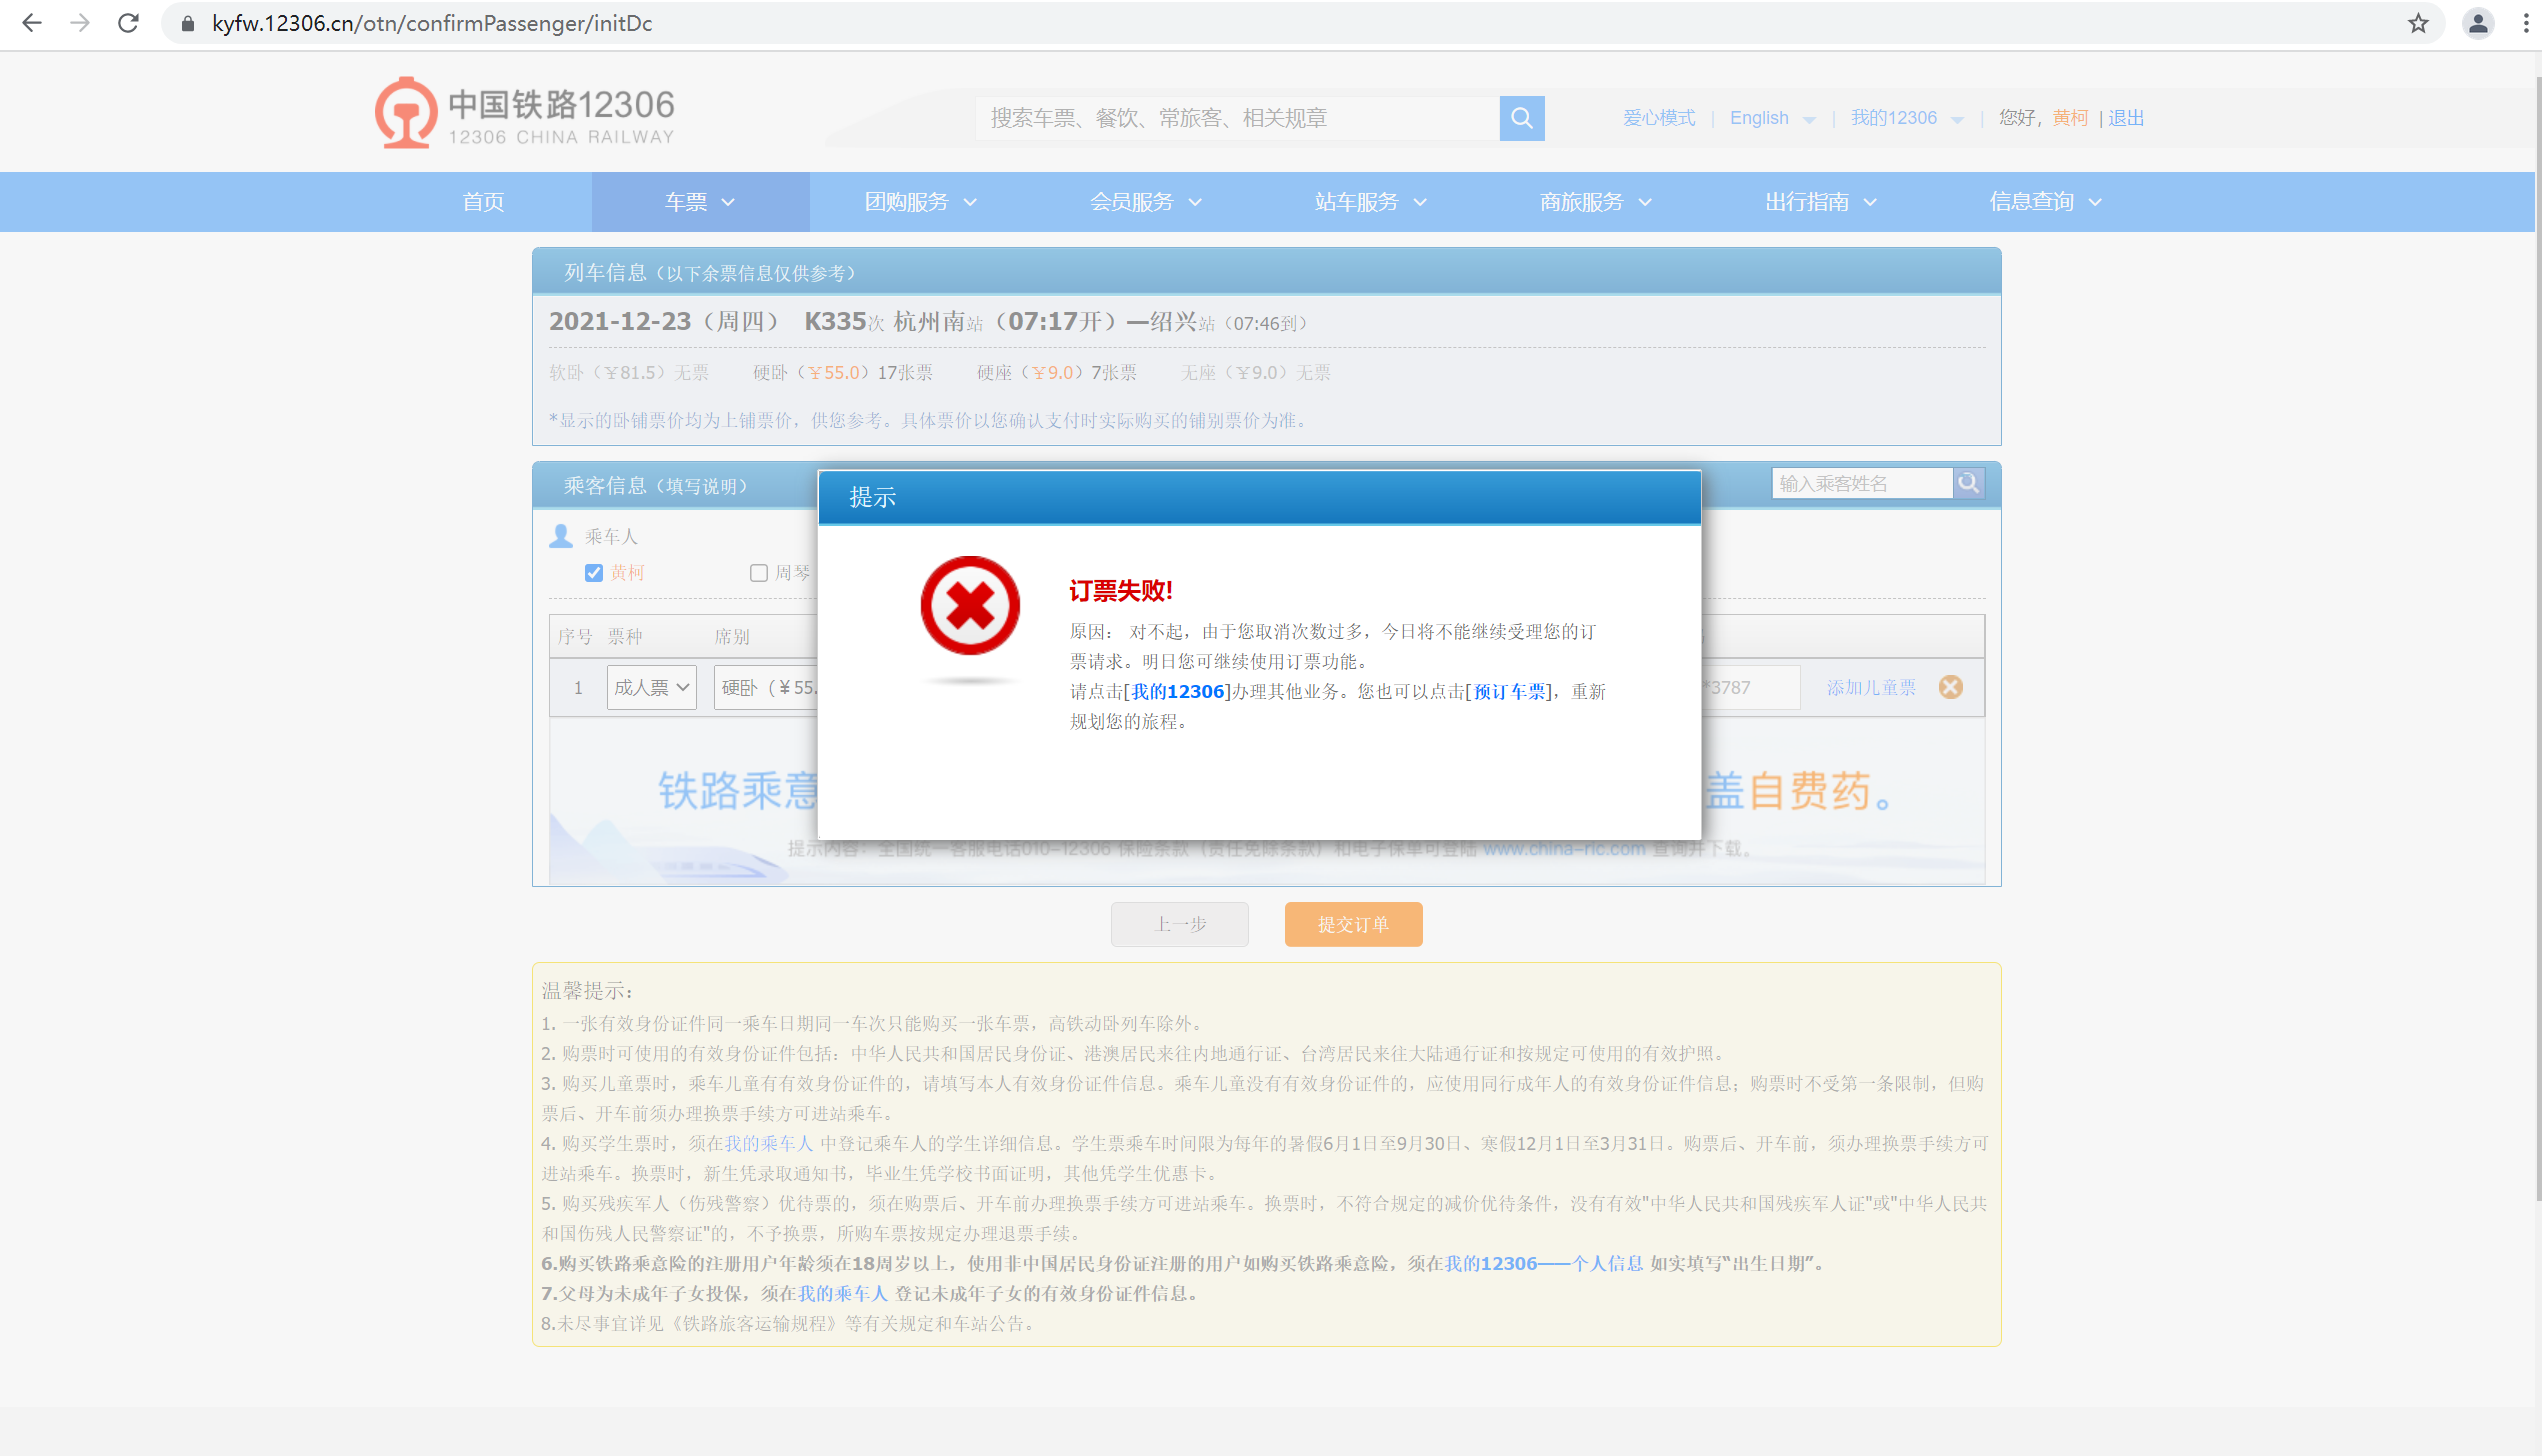 kyfw.12306.cn/otn/confirmPassenger/initDc
中国铁路12306
12306 CHINA RAILWAY
搜索车票、餐饮、常旅客、相关规章
爱心模式 | English | 我的12306 | 您好，黄柯 | 退出
首页 车票 团购服务 会员服务 站车服务 商旅服务 出行指南 信息查询
列车信息（以下余票信息仅供参考）
2021-12-23（周四） K335次 杭州南站（07:17开）—绍兴站（07:46到）
软卧（￥81.5）无票 硬卧（￥55.0）17张票 硬座（￥9.0）7张票 无座（￥9.0）无票
*显示的卧铺票价均为上铺票价，供您参考。具体票价以您确认支付时实际购买的铺别票价为准。
乘客信息（填写说明）
输入乘客姓名
提示
乘车人
黄柯 周琴
订票失败!
原因： 对不起，由于您取消次数过多，今日将不能继续受理您的订
票请求。明日您可继续使用订票功能。
请点击[我的12306]办理其他业务。您也可以点击[预订车票]，重新
规划您的旅程。
序号 票种 席别
1 成人票 硬卧（￥55. *3787 添加儿童票
铁路乘意 盖自费药。
提示内容：全国统一客服电话010-12306 保险条款（责任免除条款）和电子保单可登陆 www.china-ric.com 查询并下载。
上一步 提交订单
温馨提示：
1. 一张有效身份证件同一乘车日期同一车次只能购买一张车票，高铁动卧列车除外。
2. 购票时可使用的有效身份证件包括：中华人民共和国居民身份证、港澳居民来往内地通行证、台湾居民来往大陆通行证和按规定可使用的有效护照。
3. 购买儿童票时，乘车儿童有有效身份证件的，请填写本人有效身份证件信息。乘车儿童没有有效身份证件的，应使用同行成年人的有效身份证件信息；购票时不受第一条限制，但购
票后、开车前须办理换票手续方可进站乘车。
4. 购买学生票时，须在我的乘车人 中登记乘车人的学生详细信息。学生票乘车时间限为每年的暑假6月1日至9月30日、寒假12月1日至3月31日。购票后、开车前，须办理换票手续方可
进站乘车。换票时，新生凭录取通知书，毕业生凭学校书面证明，其他凭学生优惠卡。
5. 购买残疾军人（伤残警察）优待票的，须在购票后、开车前办理换票手续方可进站乘车。换票时，不符合规定的减价优待条件，没有有效"中华人民共和国残疾军人证"或"中华人民共
和国伤残人民警察证"的，不予换票，所购车票按规定办理退票手续。
6.购买铁路乘意险的注册用户年龄须在18周岁以上，使用非中国居民身份证注册的用户如购买铁路乘意险，须在我的12306——个人信息 如实填写“出生日期”。
7.父母为未成年子女投保，须在我的乘车人 登记未成年子女的有效身份证件信息。
8.未尽事宜详见《铁路旅客运输规程》等有关规定和车站公告。